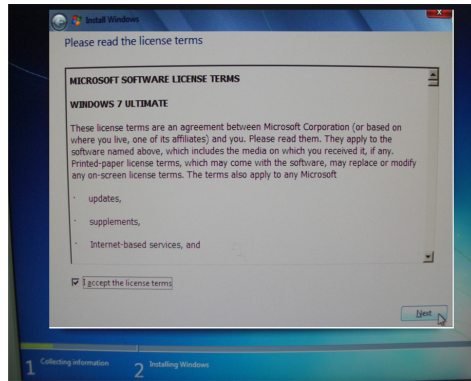 Install Windows
Please read the license terms
MICROSOFT SOFTWARE LICENSE TERMS
WINDOWS 7 ULTIMATE
These license terms are an agreement between Microsoft Corporation (or based on
where you live, one of its affiliates) and you. Please read them. They apply to the
software named above, which includes the media on which you received it, if any.
Printed-paper license terms, which may come with the software, may replace or modify
any on-screen license terms. The terms also apply to any Microsoft
· updates,
· supplements,
· Internet-based services, and
I accept the license terms
Next
1 Collecting information
2 Installing Windows